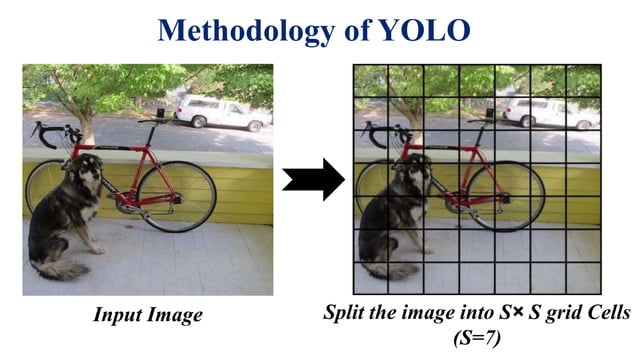 Methodology of YOLO
Input Image
Split the image into S× S grid Cells
(S=7)